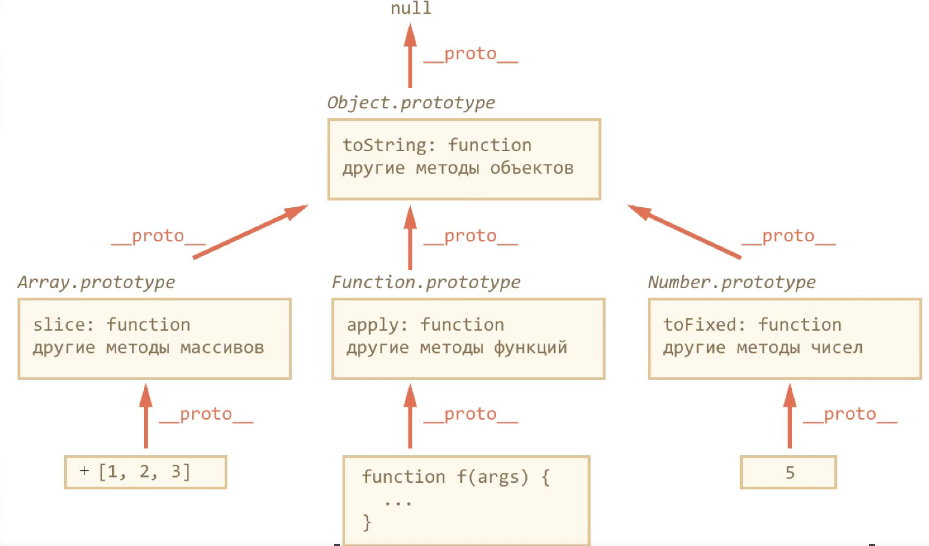 null
__proto__
Object.prototype
toString: function
другие методы объектов
__proto__
__proto__
__proto__
Array.prototype
Function.prototype
Number.prototype
slice: function
другие методы массивов
apply: function
другие методы функций
toFixed: function
другие методы чисел
__proto__
__proto__
__proto__
+ [1, 2, 3]
function f(args) {
...
}
5